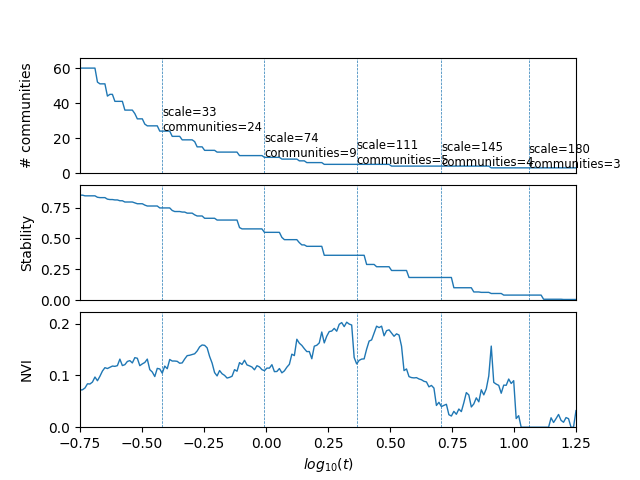 # communities
60
40
20
0
scale=33
communities=24
scale=74
communities=9
scale=111
communities=5
scale=145
communities=4
scale=180
communities=3
Stability
0.75
0.50
0.25
0.00
NVI
0.2
0.1
0.0
−0.75 −0.50 −0.25 0.00 0.25 0.50 0.75 1.00 1.25
log10(t)